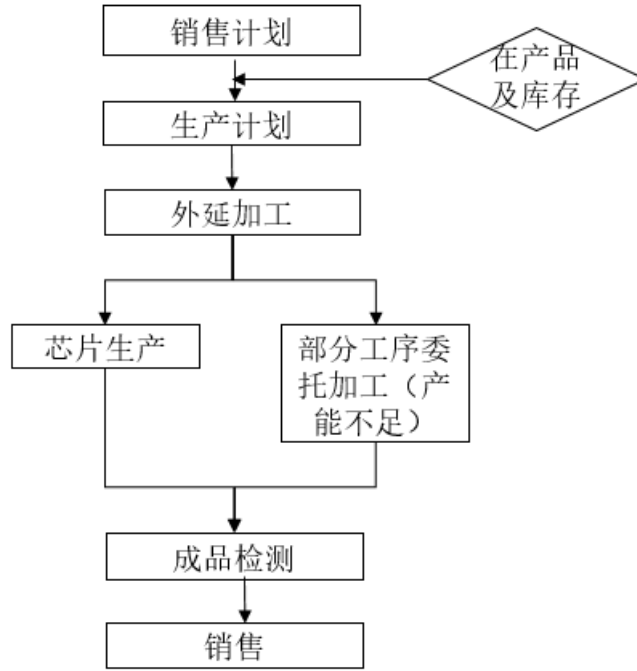 销售计划
在产品
及库存
生产计划
外延加工
芯片生产
部分工序委
托加工（产
能不足）
成品检测
销售